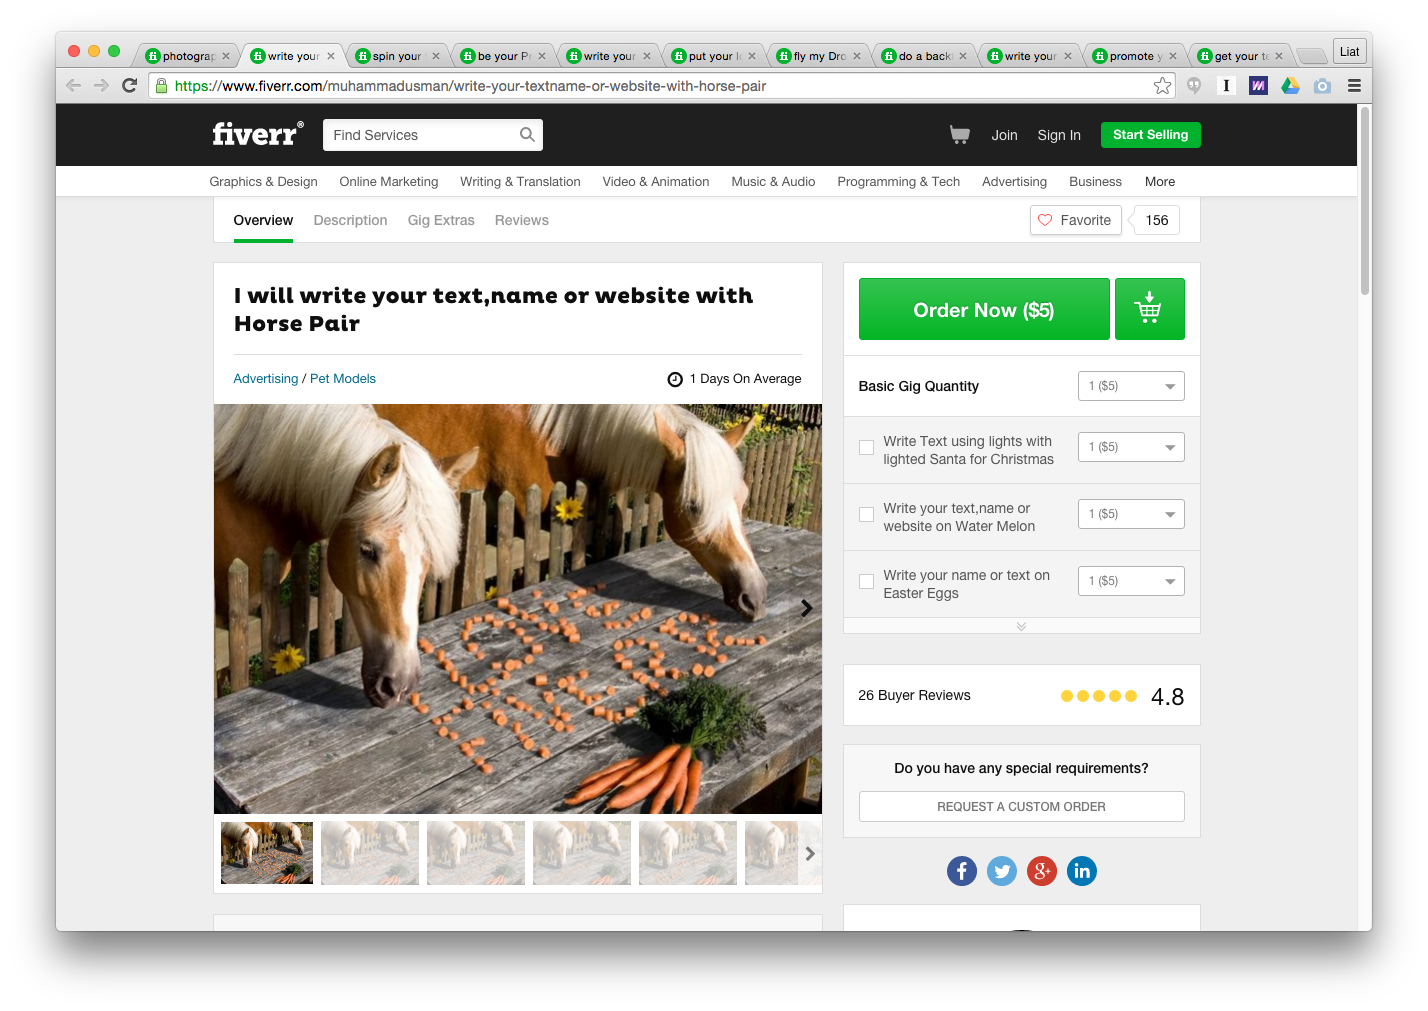 photograp
write your
spin your
be your Pr
write your
put your lo
fly my Dro
do a back
write your
promote y
get your te
Liat
https://www.fiverr.com/muhammadusman/write-your-textname-or-website-with-horse-pair
fiverr®
Find Services
Join
Sign In
Start Selling
Graphics & Design
Online Marketing
Writing & Translation
Video & Animation
Music & Audio
Programming & Tech
Advertising
Business
More
Overview
Description
Gig Extras
Reviews
Favorite
156
I will write your text,name or website with
Horse Pair
Advertising / Pet Models
1 Days On Average
Order Now ($5)
Basic Gig Quantity
1 ($5)
Write Text using lights with
lighted Santa for Christmas
1 ($5)
Write your text,name or
website on Water Melon
1 ($5)
Write your name or text on
Easter Eggs
1 ($5)
26 Buyer Reviews
4.8
Do you have any special requirements?
REQUEST A CUSTOM ORDER